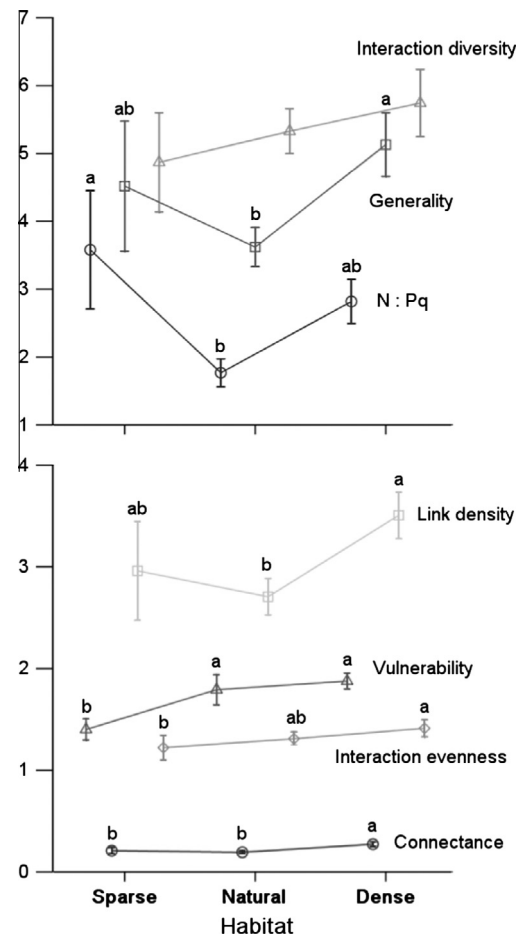 7
Interaction diversity
6
ab
a
5
a
Generality
b
4
ab
3
N : Pq
b
2
1
4
a
ab
Link density
3
b
2
a
a
Vulnerability
b
b
ab
a
Interaction evenness
1
b
b
a
Connectance
0
Sparse Natural Dense
Habitat